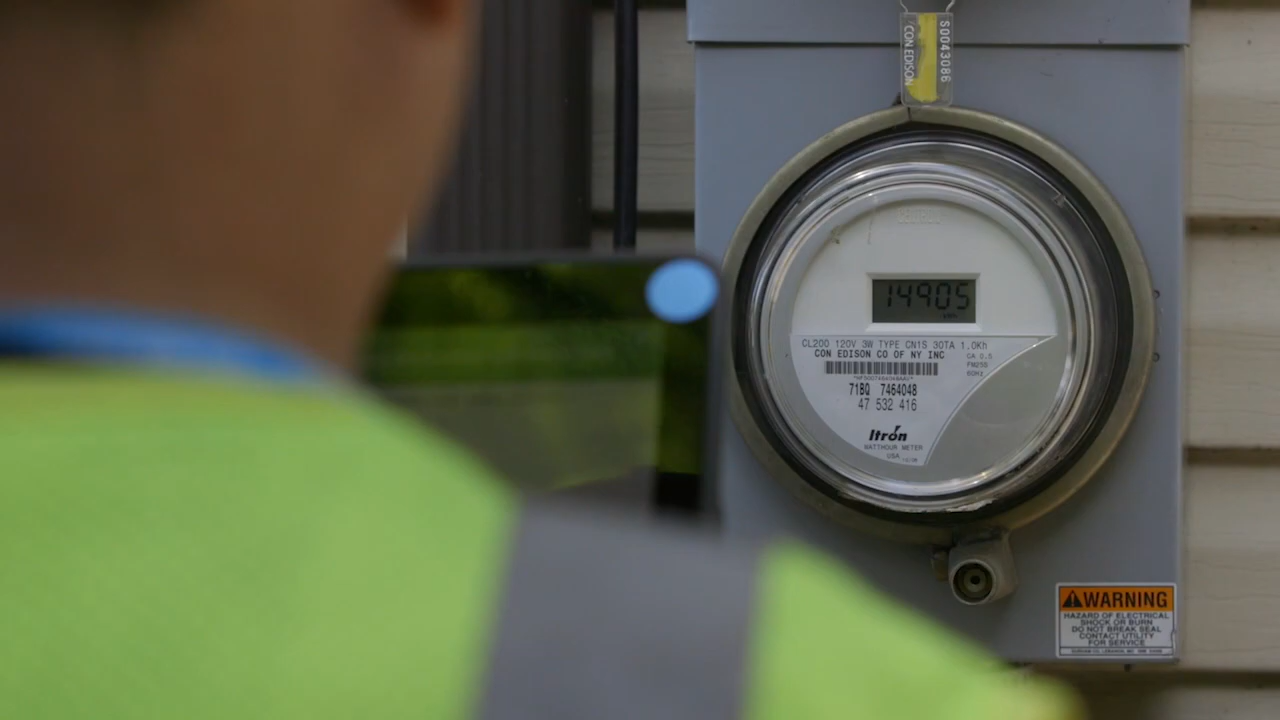 CON EDISON
S0043086
14905
CL200 120V 3W TYPE CN1S 30TA 1.0Kh
CON EDISON CO OF NY INC
CA 0.5
FM2S0
60HZ
71BQ 7464048
47 532 416
Itron
WATTHOUR METER
USA
WARNING
HAZARD OF ELECTRICAL
SHOCK OR BURN
DO NOT BREAK SEAL
CONTACT UTILITY
FOR SERVICE